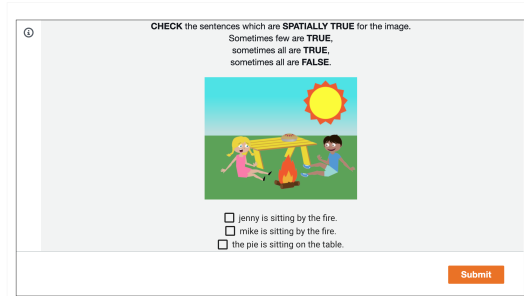 CHECK the sentences which are SPATIALLY TRUE for the image.
Sometimes few are TRUE,
sometimes all are TRUE,
sometimes all are FALSE.
jenny is sitting by the fire.
mike is sitting by the fire.
the pie is sitting on the table.
Submit